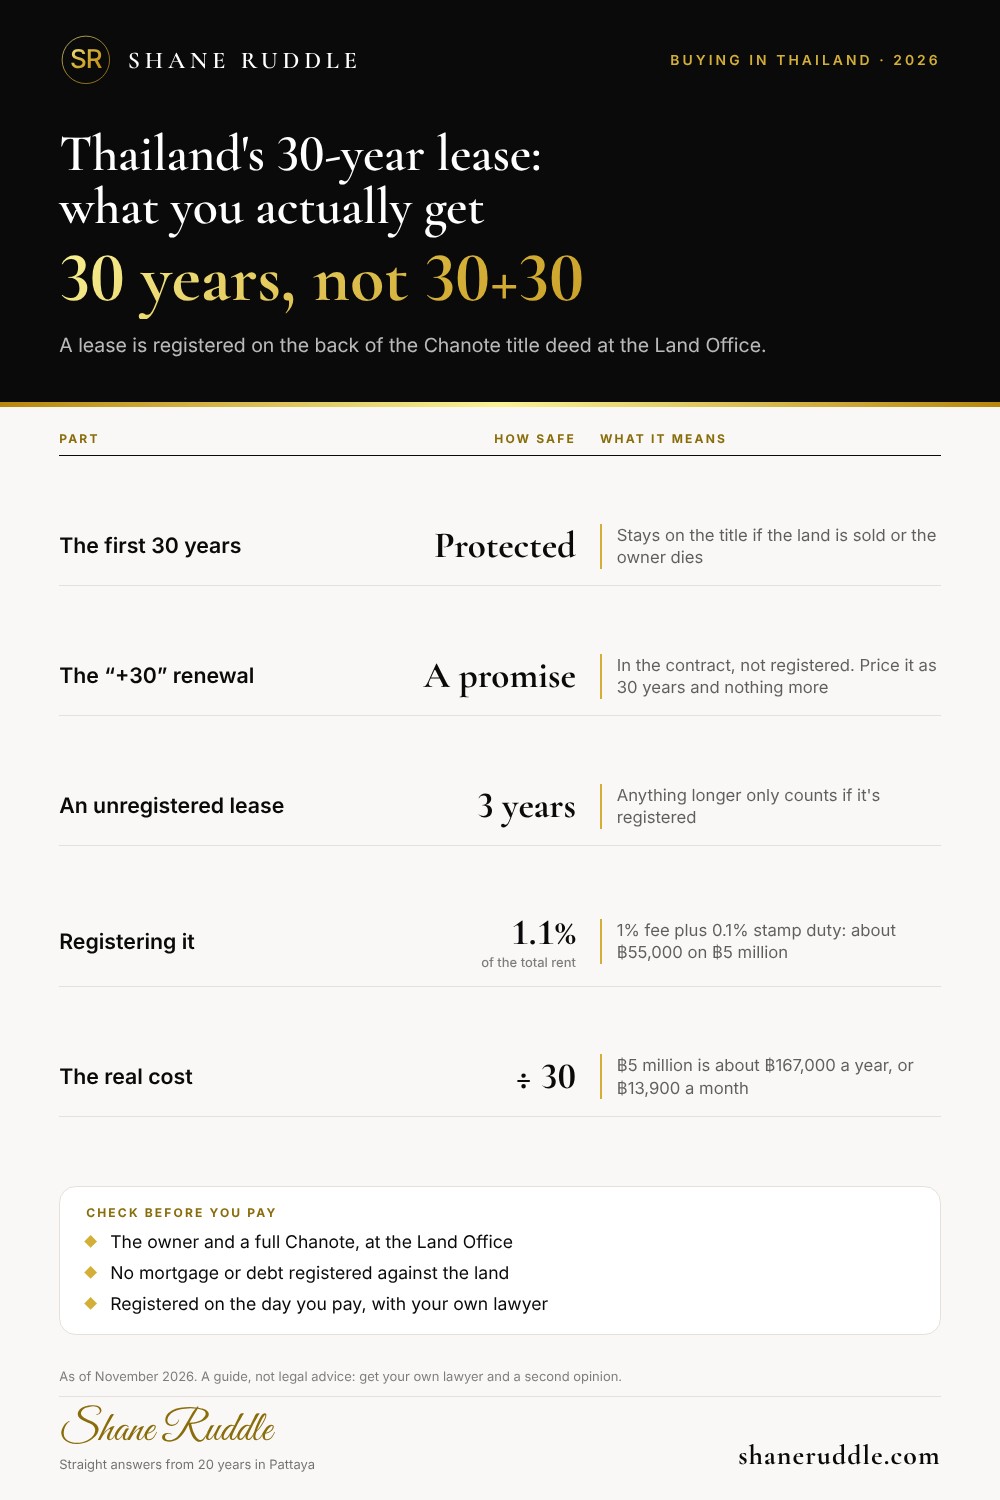 SR
SHANE RUDDLE
BUYING IN THAILAND · 2026
Thailand's 30-year lease:
what you actually get
30 years, not 30+30
A lease is registered on the back of the Chanote title deed at the Land Office.
PART
HOW SAFE
WHAT IT MEANS
The first 30 years
Protected
Stays on the title if the land is sold or the
owner dies
The “+30” renewal
A promise
In the contract, not registered. Price it as
30 years and nothing more
An unregistered lease
3 years
Anything longer only counts if it's
registered
Registering it
1.1%
of the total rent
1% fee plus 0.1% stamp duty: about
฿55,000 on ฿5 million
The real cost
÷ 30
฿5 million is about ฿167,000 a year, or
฿13,900 a month
CHECK BEFORE YOU PAY
The owner and a full Chanote, at the Land Office
No mortgage or debt registered against the land
Registered on the day you pay, with your own lawyer
As of November 2026. A guide, not legal advice: get your own lawyer and a second opinion.
Shane Ruddle
Straight answers from 20 years in Pattaya
shaneruddle.com